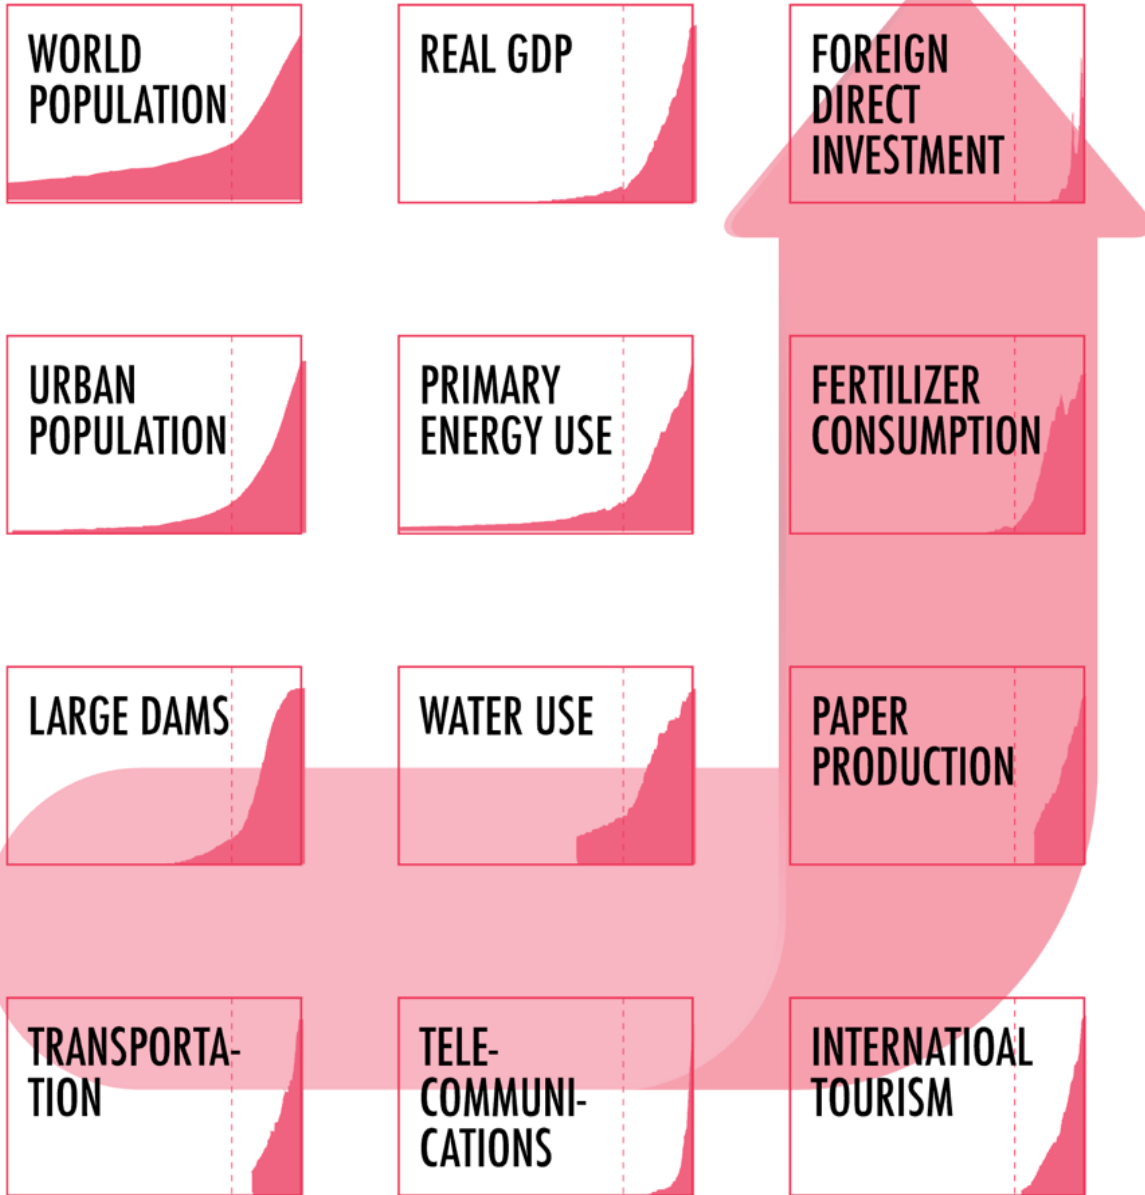 WORLD
POPULATION
REAL GDP
FOREIGN
DIRECT
INVESTMENT
URBAN
POPULATION
PRIMARY
ENERGY USE
FERTILIZER
CONSUMPTION
LARGE DAMS
WATER USE
PAPER
PRODUCTION
TRANSPORTA-
TION
TELE-
COMMUNI-
CATIONS
INTERNATIOAL
TOURISM